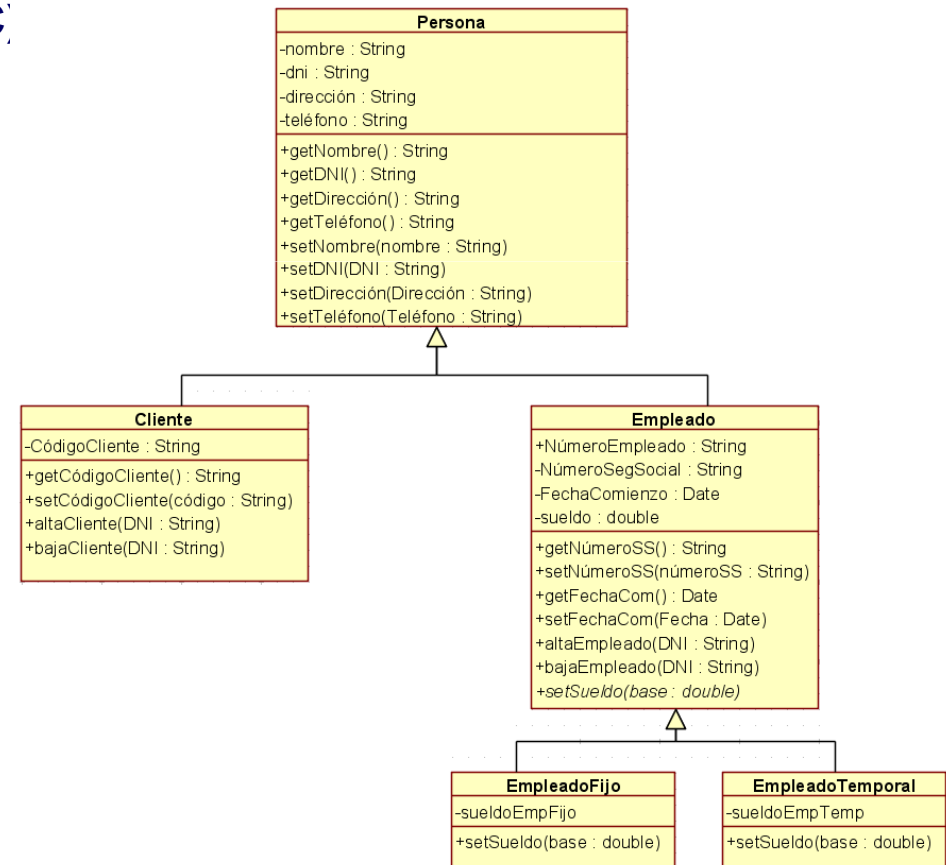 Persona
-nombre : String
-dni : String
-dirección : String
-teléfono : String
+getNombre() : String
+getDNI() : String
+getDirección() : String
+getTeléfono() : String
+setNombre(nombre : String)
+setDNI(DNI : String)
+setDirección(Dirección : String)
+setTeléfono(Teléfono : String)
Cliente
-CódigoCliente : String
+getCódigoCliente() : String
+setCódigoCliente(código : String)
+altaCliente(DNI : String)
+bajaCliente(DNI : String)
Empleado
+NúmeroEmpleado : String
-NúmeroSegSocial : String
-FechaComienzo : Date
-sueldo : double
+getNúmeroSS() : String
+setNúmeroSS(númeroSS : String)
+getFechaCom() : Date
+setFechaCom(Fecha : Date)
+altaEmpleado(DNI : String)
+bajaEmpleado(DNI : String)
+setSueldo(base : double)
EmpleadoFijo
-sueldoEmpFijo
+setSueldo(base : double)
EmpleadoTemporal
-sueldoEmpTemp
+setSueldo(base : double)